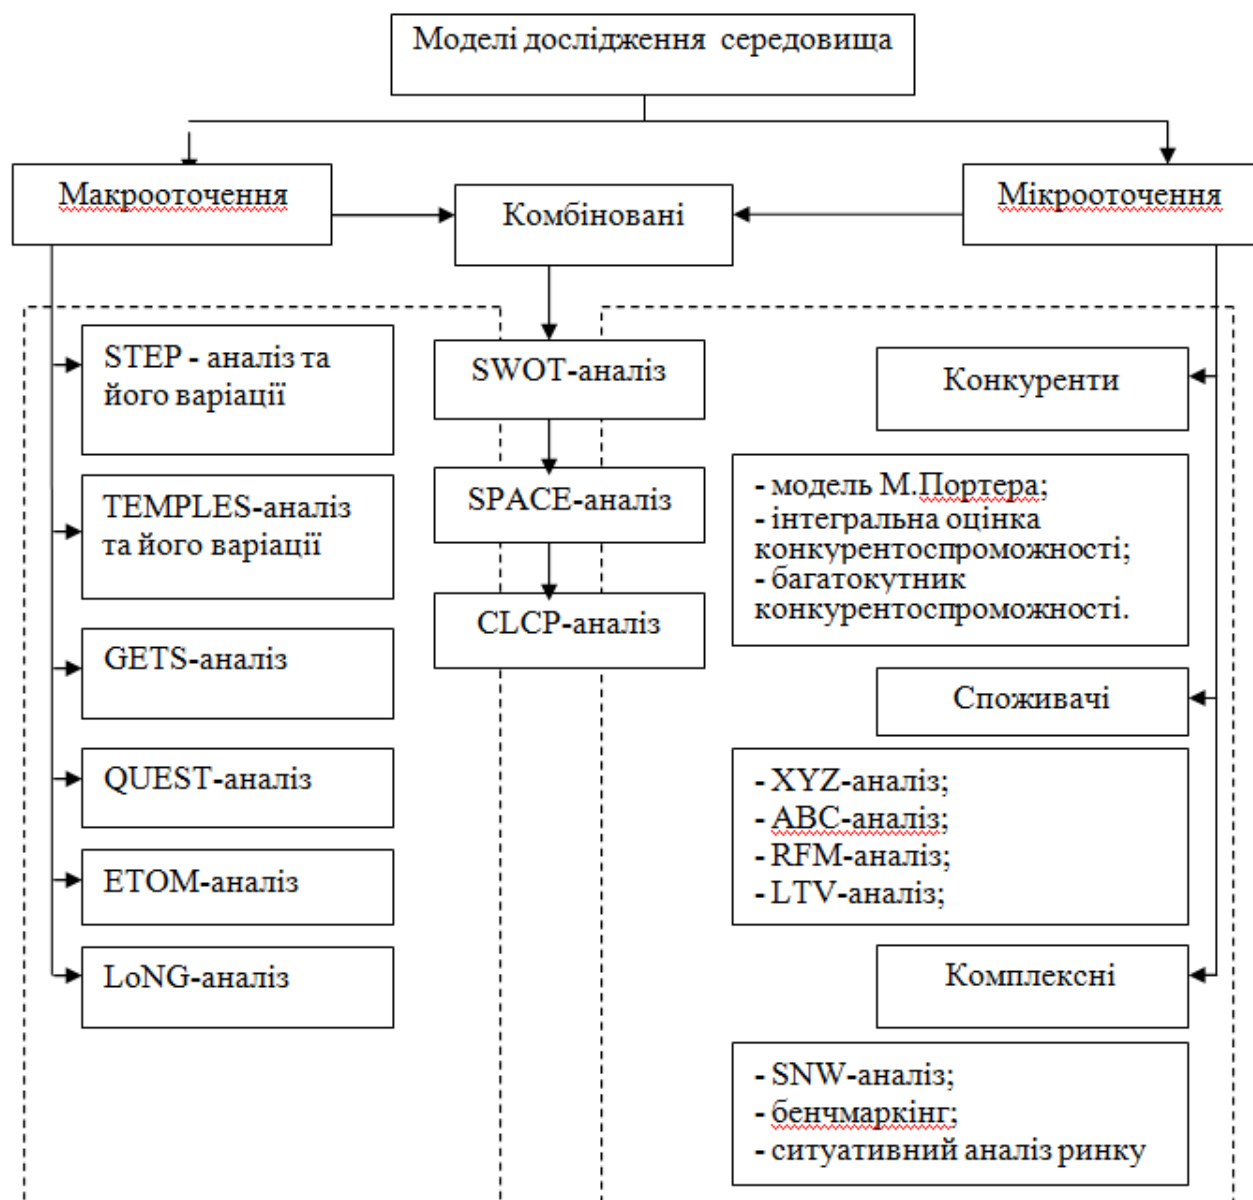 Моделі дослідження середовища
Макрооточення
Комбіновані
Мікрооточення
STEP - аналіз та
його варіації
TEMPLES-аналіз
та його варіації
GETS-аналіз
QUEST-аналіз
ETOM-аналіз
LoNG-аналіз
SWOT-аналіз
SPACE-аналіз
CLCP-аналіз
Конкуренти
- модель М.Портера;
- інтегральна оцінка
конкурентоспроможності;
- багатокутник
конкурентоспроможності.
Споживачі
- XYZ-аналіз;
- ABC-аналіз;
- RFM-аналіз;
- LTV-аналіз;
Комплексні
- SNW-аналіз;
- бенчмаркінг;
- ситуативний аналіз ринку